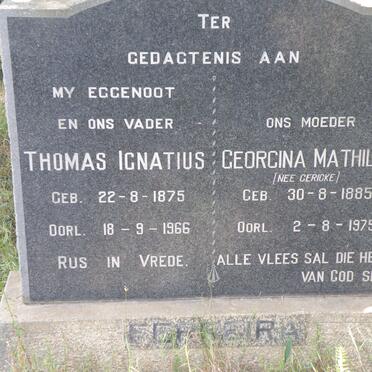 TER
GEDAGTENIS AAN
MY EGGENOOT
EN ONS VADER
THOMAS IGNATIUS
GEB. 22-8-1875
OORL. 18-9-1966
RUS IN VREDE.
ONS MOEDER
GEORGINA MATHIL
(NEE GERICKE)
GEB. 30-8-1885
OORL. 2-8-1975
ALLE VLEES SAL DIE HE
VAN GOD S
FERREIRA